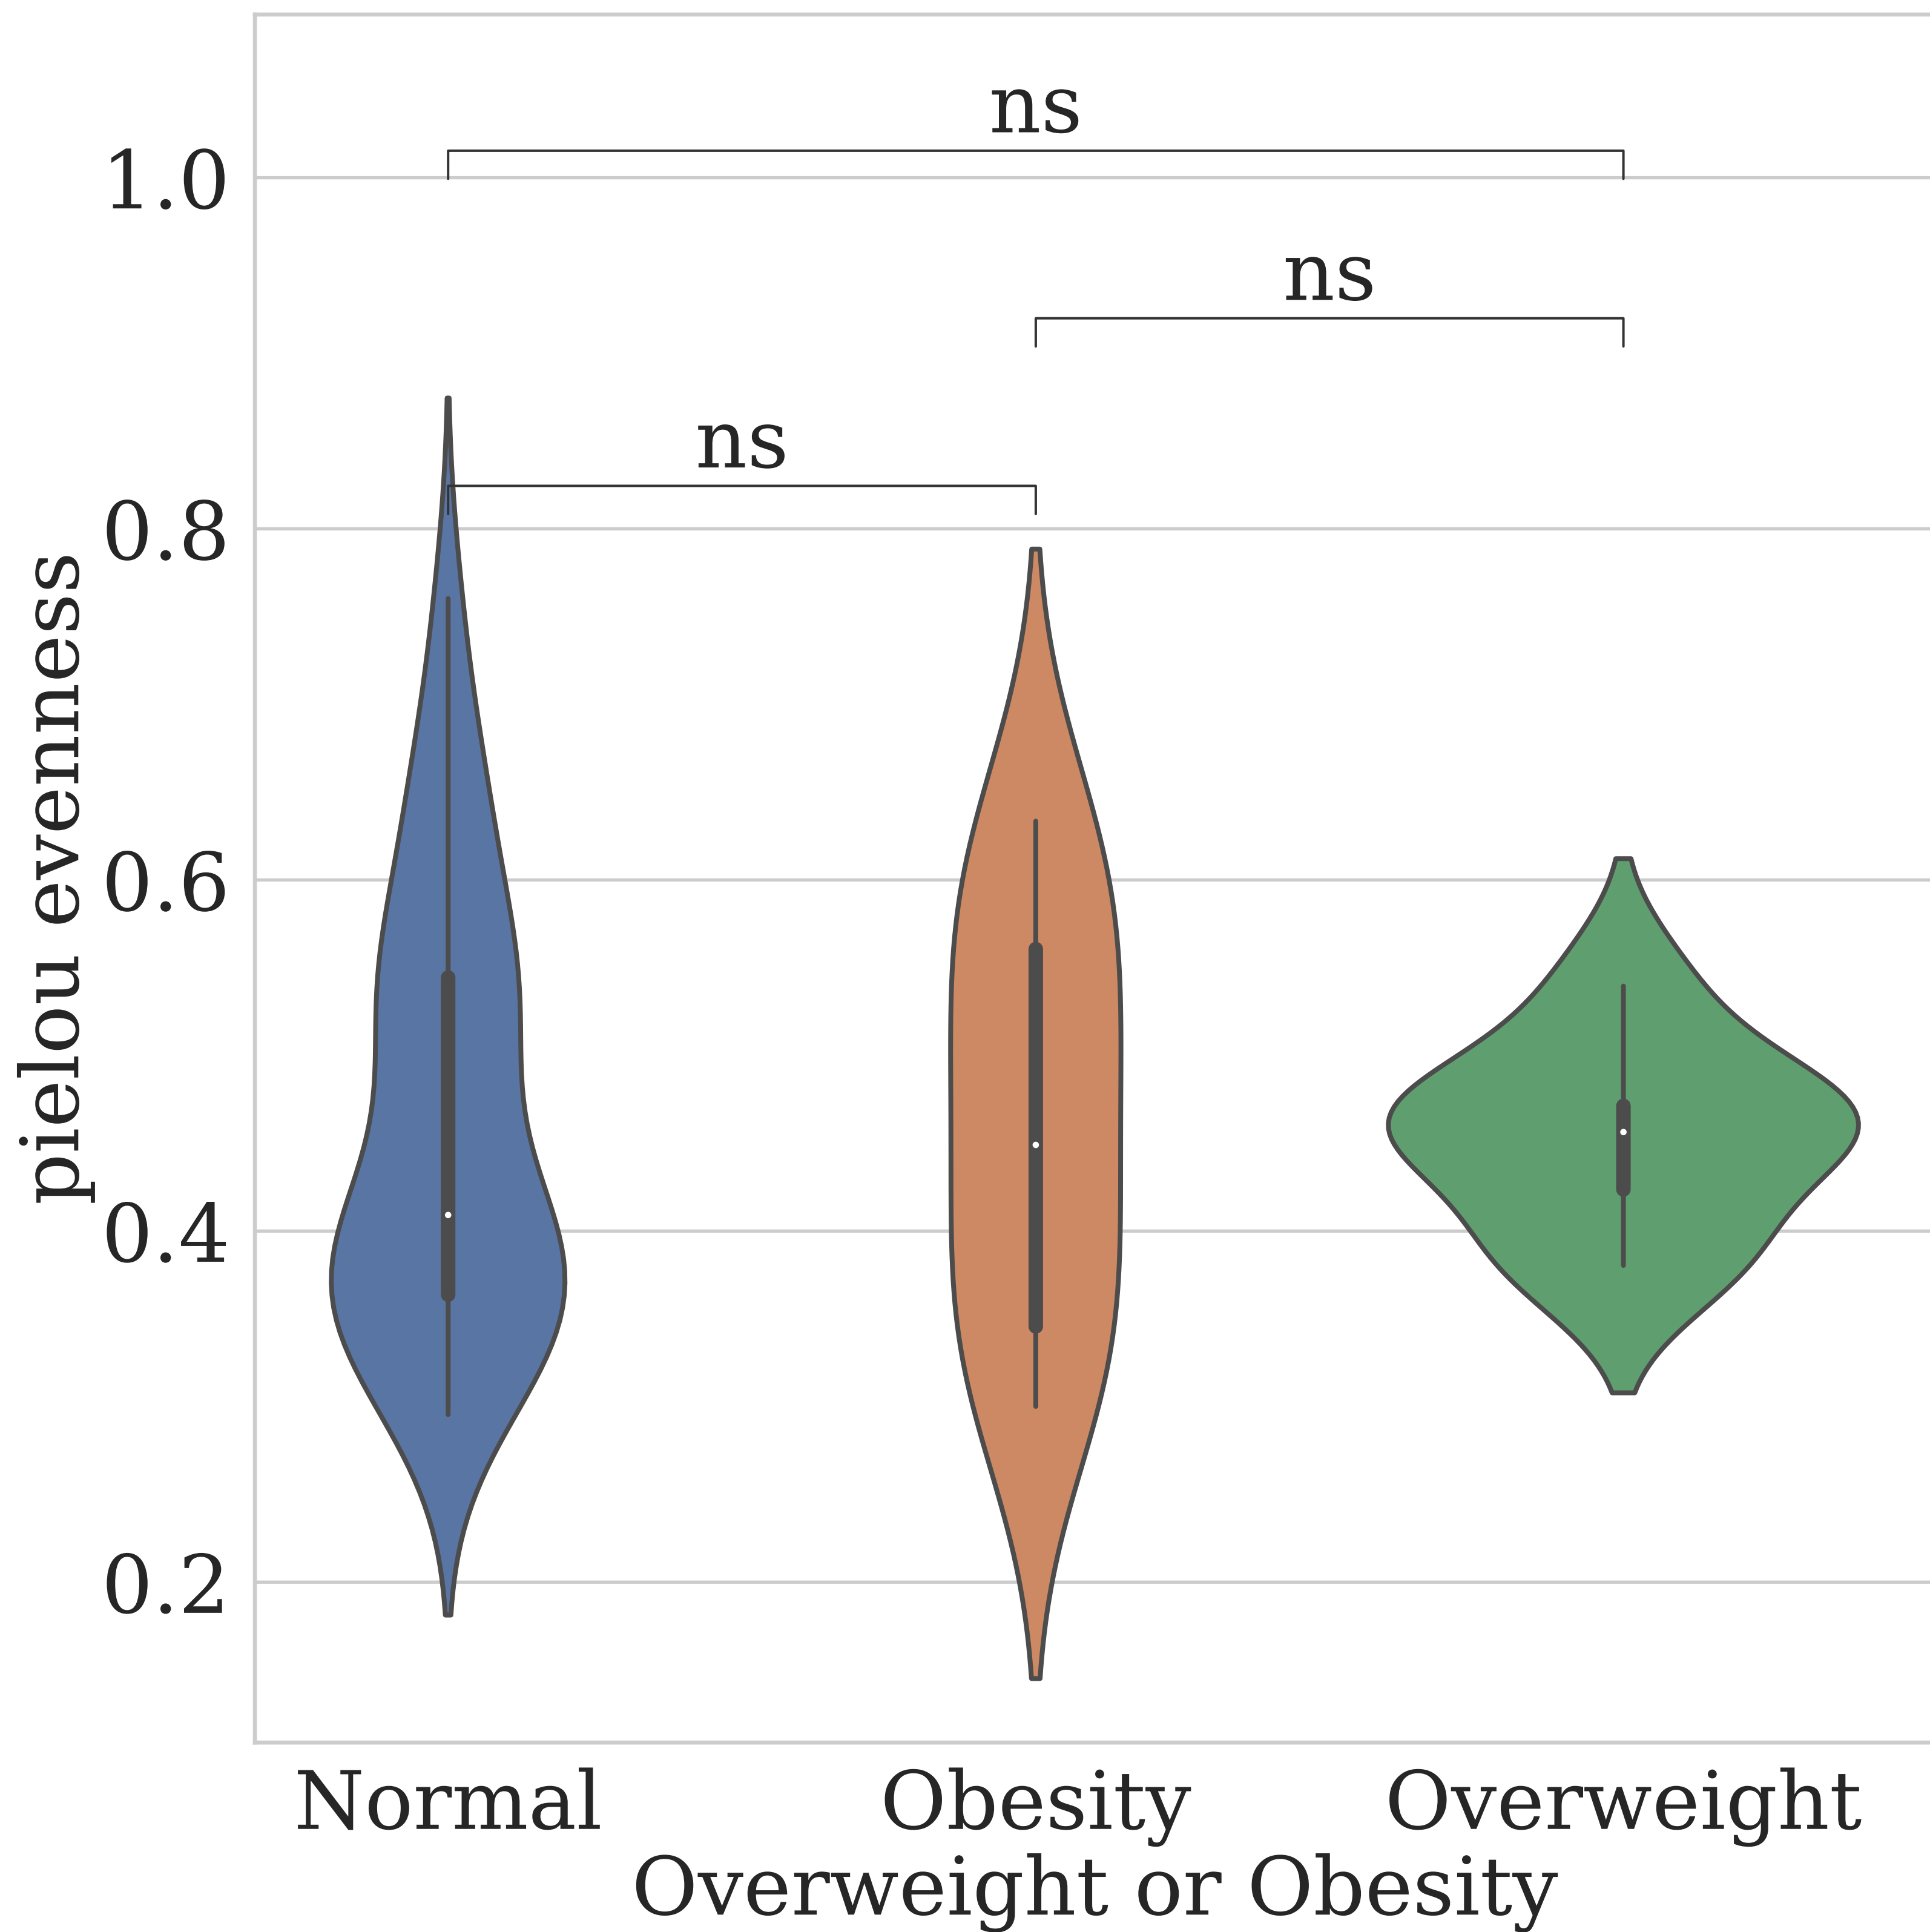 ns
1.0
ns
ns
0.8
0.6
0.4
0.2
pielou evenness
Normal Obesity Overweight
Overweight or Obesity